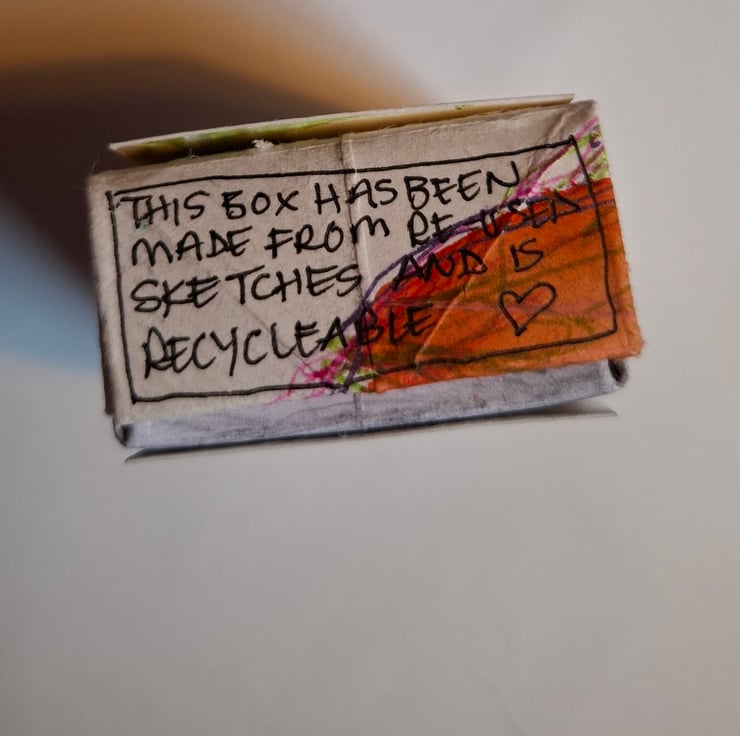 THIS BOX HAS BEEN
MADE FROM RE-USED
SKETCHES AND IS
RECYCLEABLE ♡